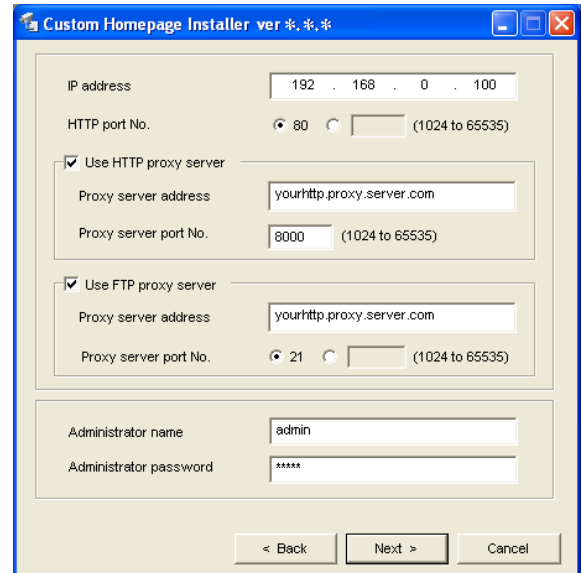 Custom Homepage Installer ver *.*.*
IP address 192 . 168 . 0 . 100
HTTP port No. 80 (1024 to 65535)
Use HTTP proxy server
Proxy server address yourhttp.proxy.server.com
Proxy server port No. 8000 (1024 to 65535)
Use FTP proxy server
Proxy server address yourhttp.proxy.server.com
Proxy server port No. 21 (1024 to 65535)
Administrator name admin
Administrator password *****
< Back Next > Cancel